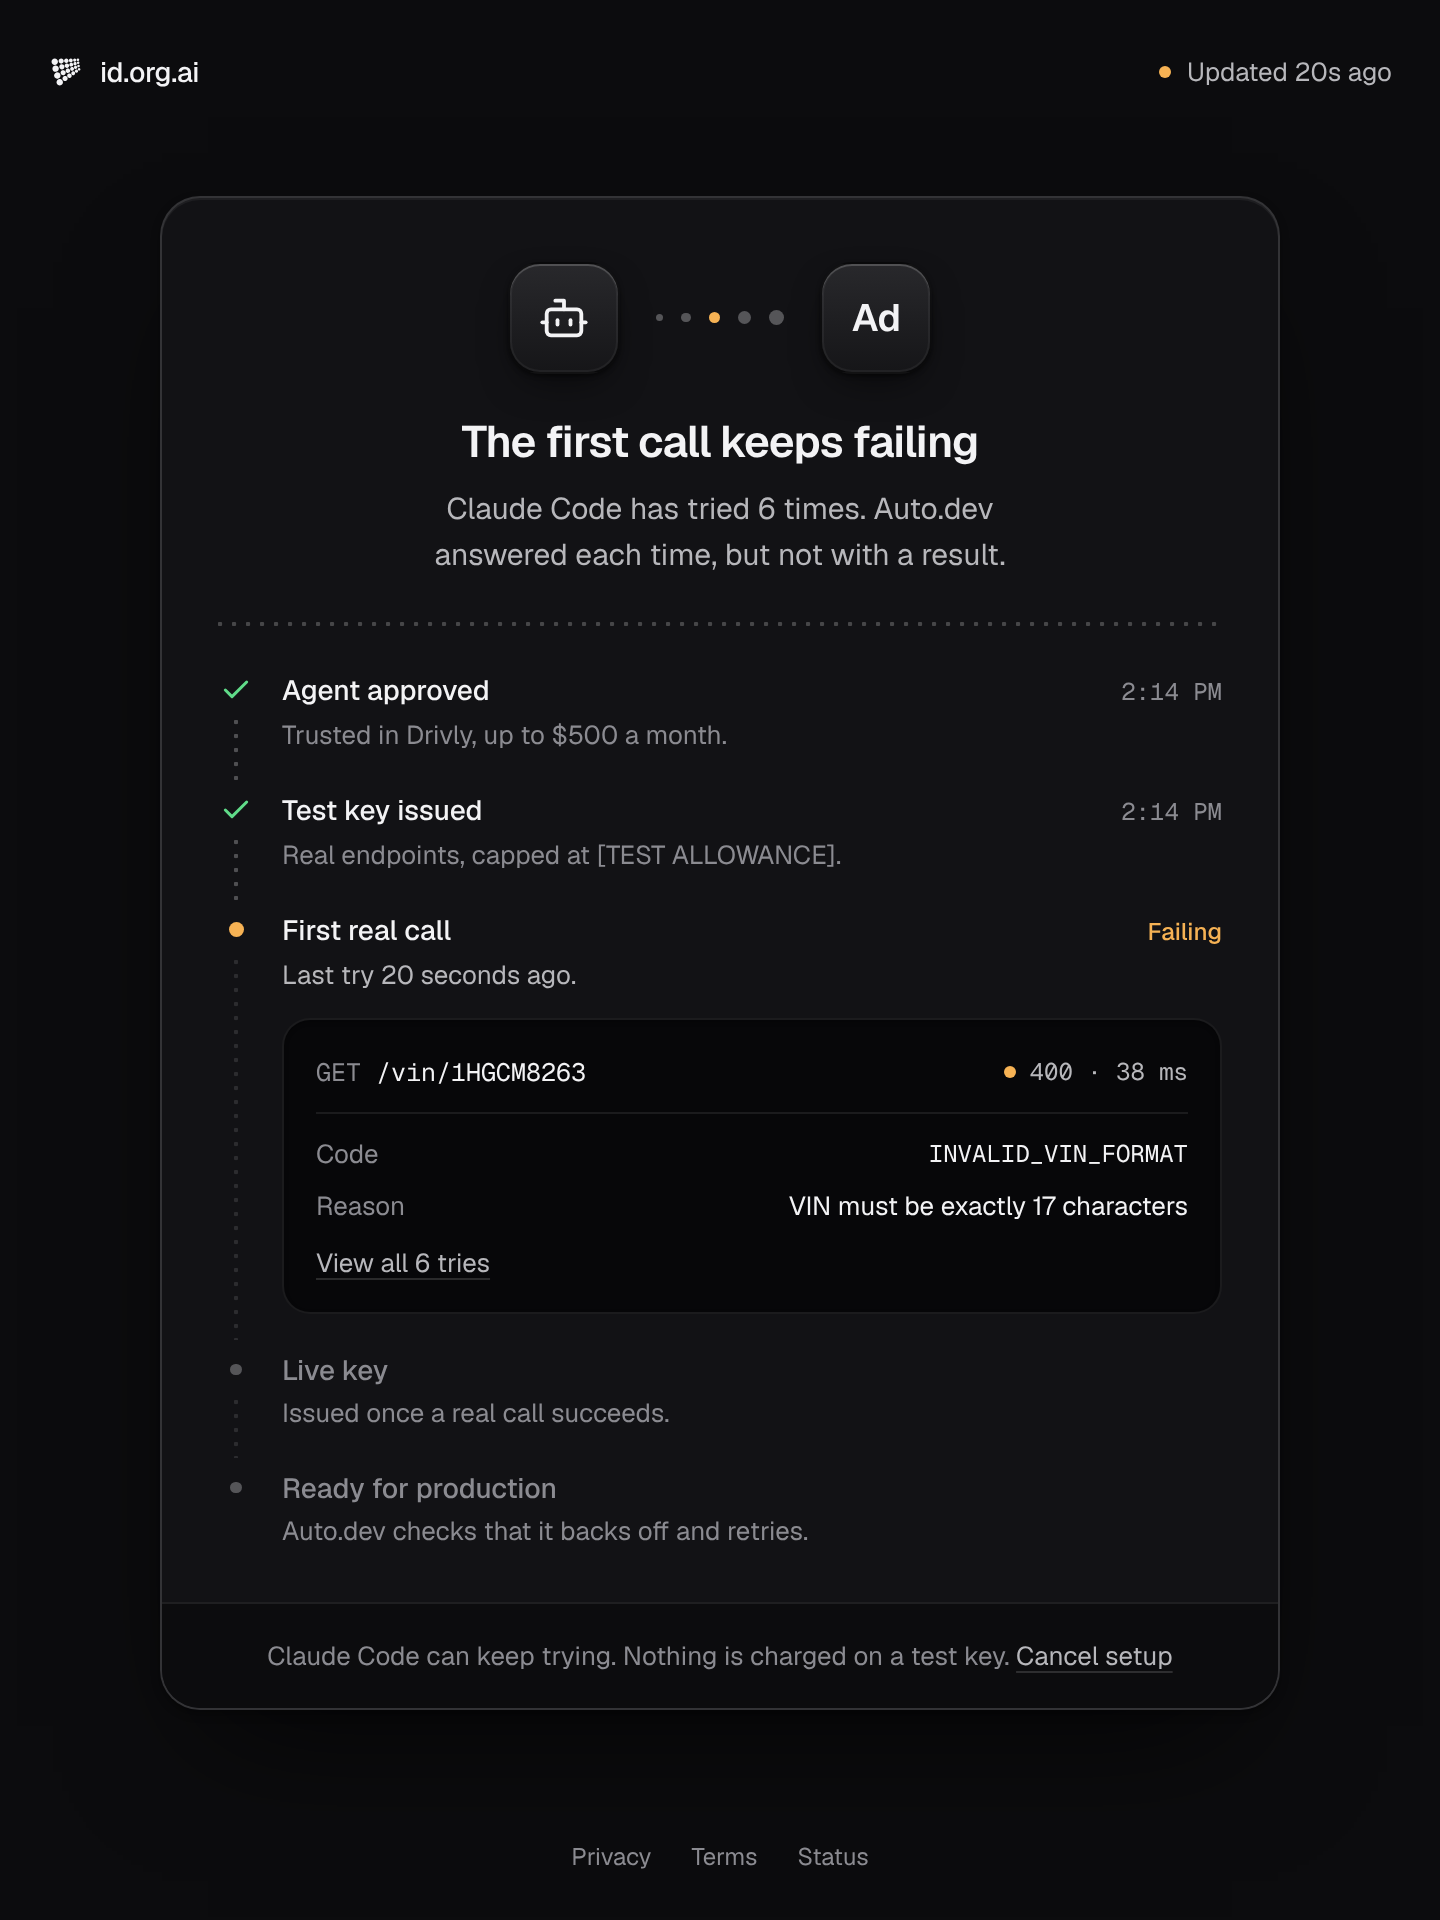 id.org.ai
Updated 20s ago
Ad
The first call keeps failing
Claude Code has tried 6 times. Auto.dev
answered each time, but not with a result.
Agent approved
2:14 PM
Trusted in Drivly, up to $500 a month.
Test key issued
2:14 PM
Real endpoints, capped at [TEST ALLOWANCE].
First real call
Failing
Last try 20 seconds ago.
GET /vin/1HGCM8263
400 · 38 ms
Code
INVALID_VIN_FORMAT
Reason
VIN must be exactly 17 characters
View all 6 tries
Live key
Issued once a real call succeeds.
Ready for production
Auto.dev checks that it backs off and retries.
Claude Code can keep trying. Nothing is charged on a test key. Cancel setup
Privacy
Terms
Status